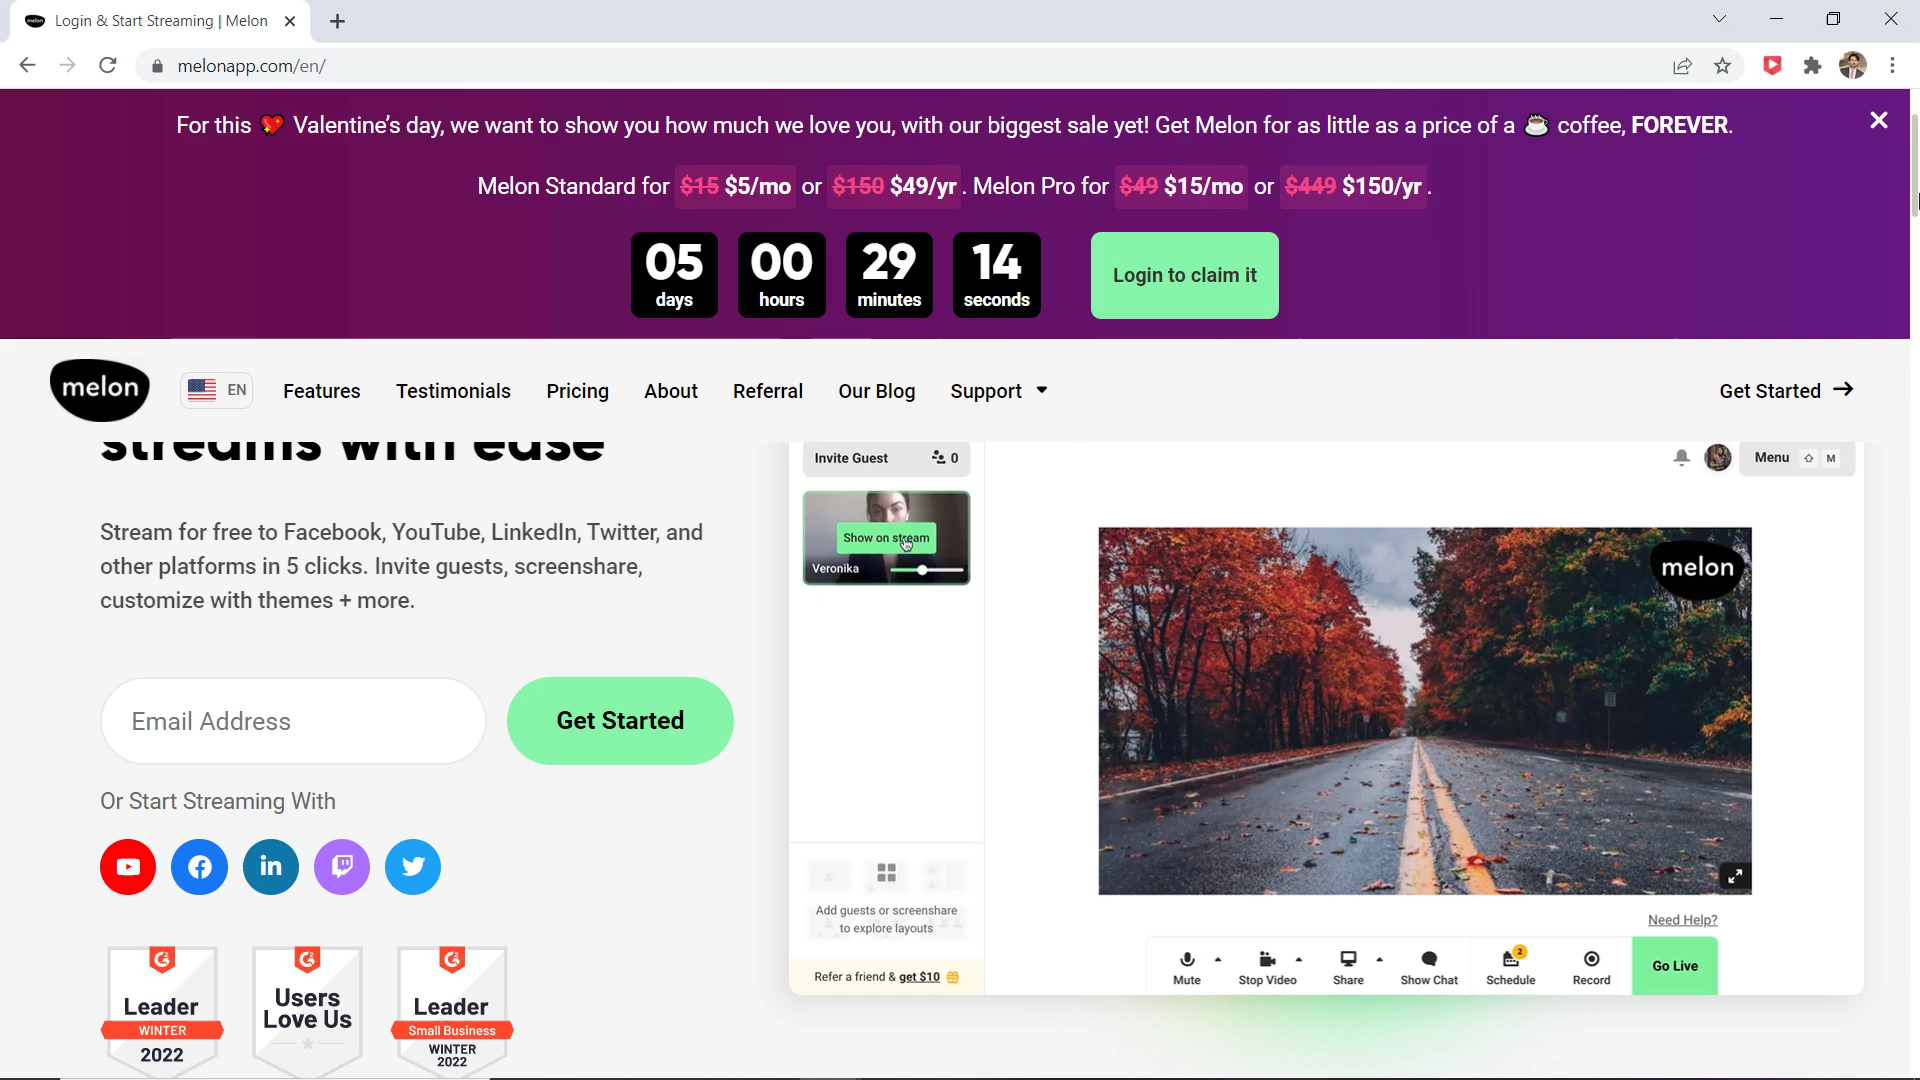 Login & Start Streaming | Melon
melonapp.com/en/
For this 💖 Valentine's day, we want to show you how much we love you, with our biggest sale yet! Get Melon for as little as a price of a ☕ coffee, FOREVER.
Melon Standard for $15 $5/mo or $150 $49/yr . Melon Pro for $49 $15/mo or $449 $150/yr .
05 00 29 14
days hours minutes seconds
Login to claim it
melon
EN
Features Testimonials Pricing About Referral Our Blog Support
Get Started →
streams with ease
Stream for free to Facebook, YouTube, LinkedIn, Twitter, and
other platforms in 5 clicks. Invite guests, screenshare,
customize with themes + more.
Email Address
Get Started
Or Start Streaming With
in
Leader
WINTER
2022
Users
Love Us
Leader
Small Business
WINTER
2022
Invite Guest 0
Menu M
Show on stream
Veronika
melon
Add guests or screenshare
to explore layouts
Refer a friend & get $10
Need Help?
Mute Stop Video Share Show Chat Schedule 2 Record
Go Live